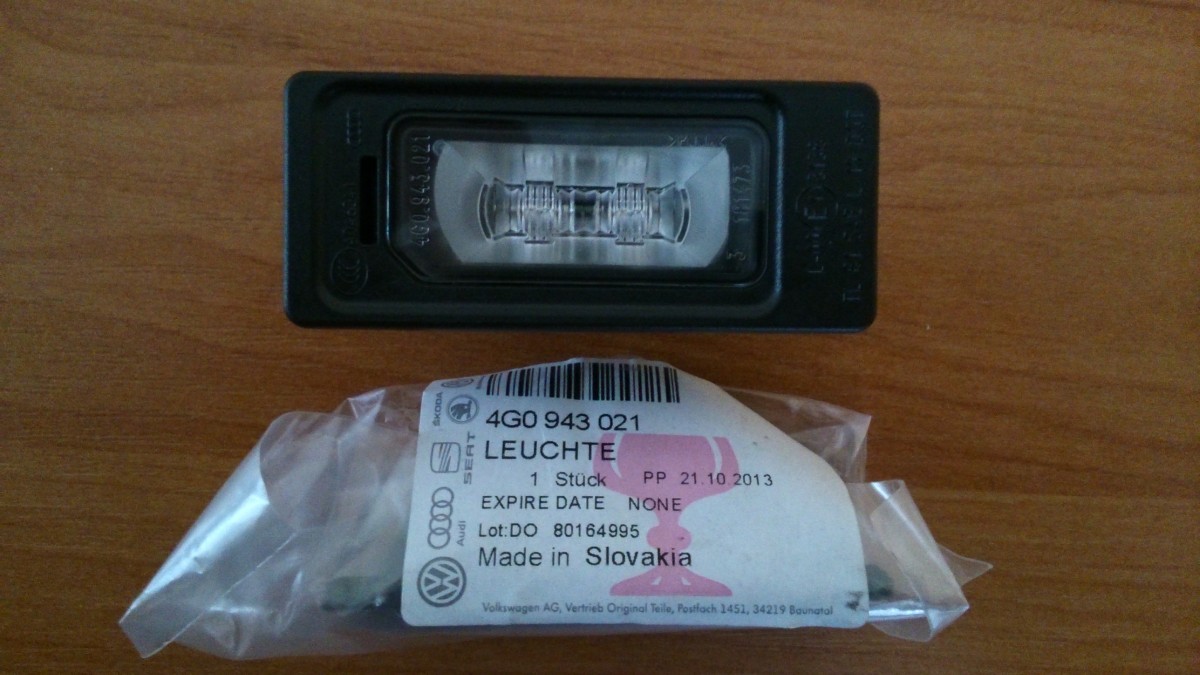 4G0.943.021
4G0 943 021
LEUCHTE
1 Stück PP 21.10.2013
EXPIRE DATE NONE
Lot:DO 80164995
Made in Slovakia
Volkswagen AG, Vertrieb Original Teile, Postfach 1451, 34219 Baunatal
ŠKODA
SEAT
Audi